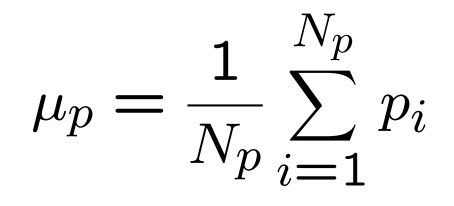 μ_p = \frac{1}{N_p} \sum_{i=1}^{N_p} p_i